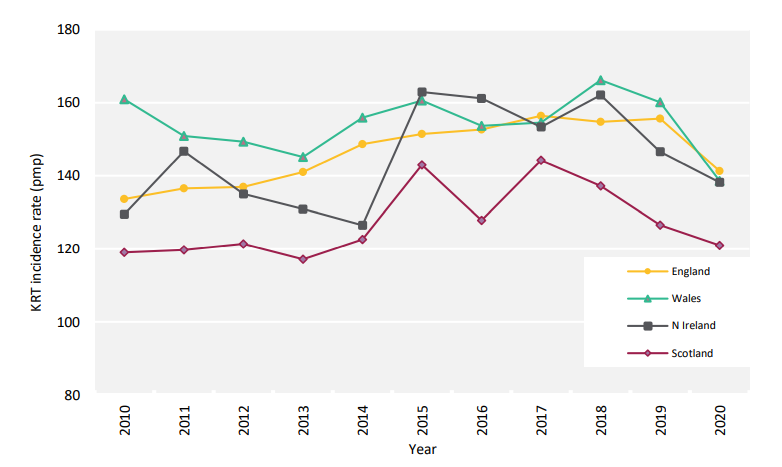 180
160
140
120
100
80
KRT incidence rate (pmp)
England
Wales
N Ireland
Scotland
2010
2011
2012
2013
2014
2015
2016
2017
2018
2019
2020
Year